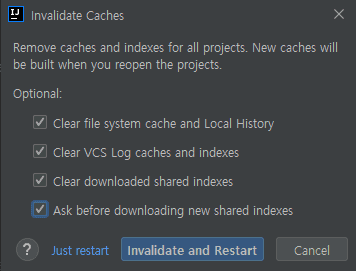 IJ
Invalidate Caches
Remove caches and indexes for all projects. New caches will
be built when you reopen the projects.
Optional:
Clear file system cache and Local History
Clear VCS Log caches and indexes
Clear downloaded shared indexes
Ask before downloading new shared indexes
? Just restart Invalidate and Restart Cancel